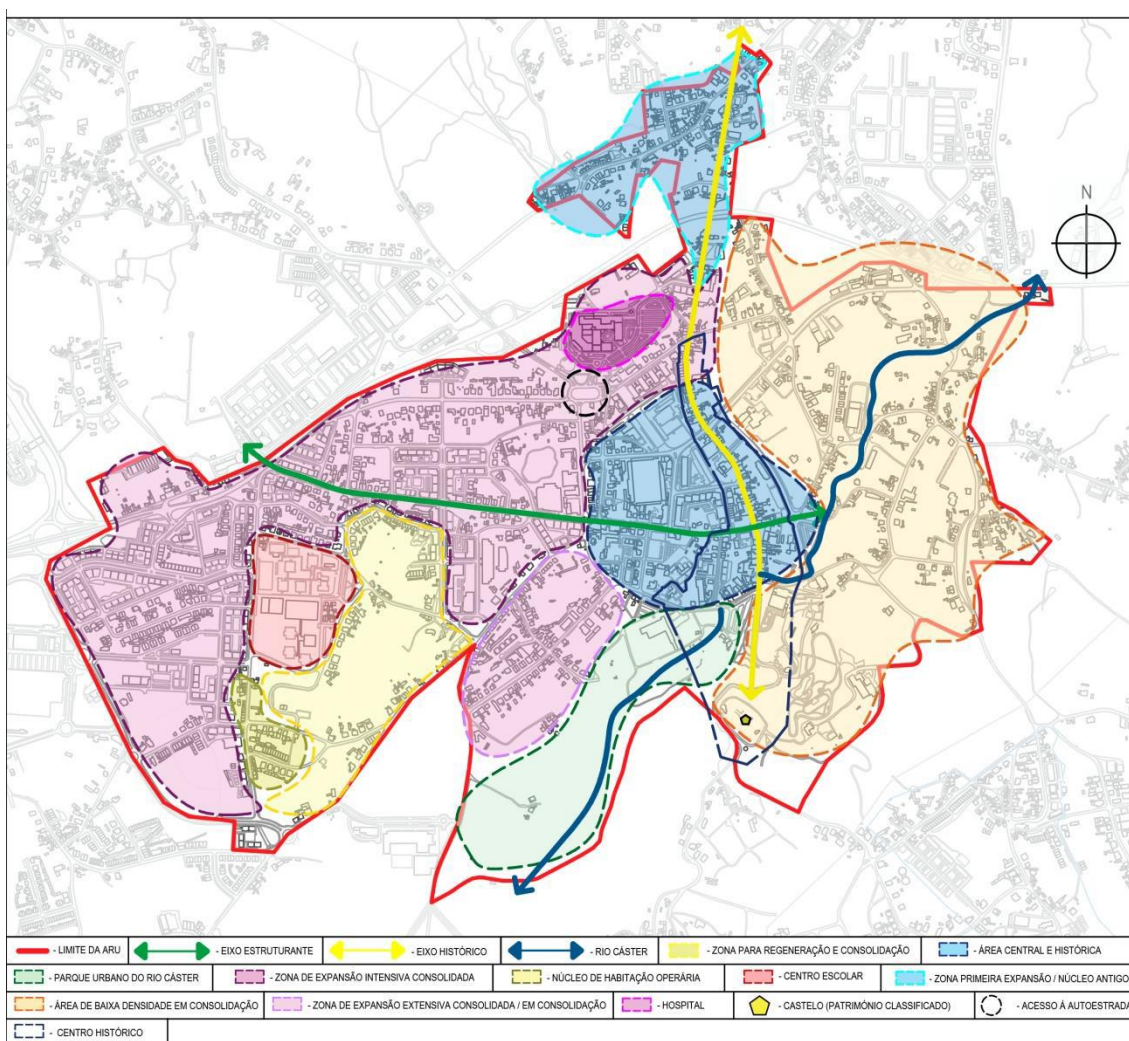 N
- LIMITE DA ARU
- EIXO ESTRUTURANTE
- EIXO HISTÓRICO
- RIO CÁSTER
- ZONA PARA REGENERAÇÃO E CONSOLIDAÇÃO
- ÁREA CENTRAL E HISTÓRICA
- PARQUE URBANO DO RIO CÁSTER
- ZONA DE EXPANSÃO INTENSIVA CONSOLIDADA
- NÚCLEO DE HABITAÇÃO OPERÁRIA
- CENTRO ESCOLAR
- ZONA PRIMEIRA EXPANSÃO / NÚCLEO ANTIGO
- ÁREA DE BAIXA DENSIDADE EM CONSOLIDAÇÃO
- ZONA DE EXPANSÃO EXTENSIVA CONSOLIDADA / EM CONSOLIDAÇÃO
- HOSPITAL
- CASTELO (PATRIMÓNIO CLASSIFICADO)
- ACESSO À AUTOESTRADA
- CENTRO HISTÓRICO